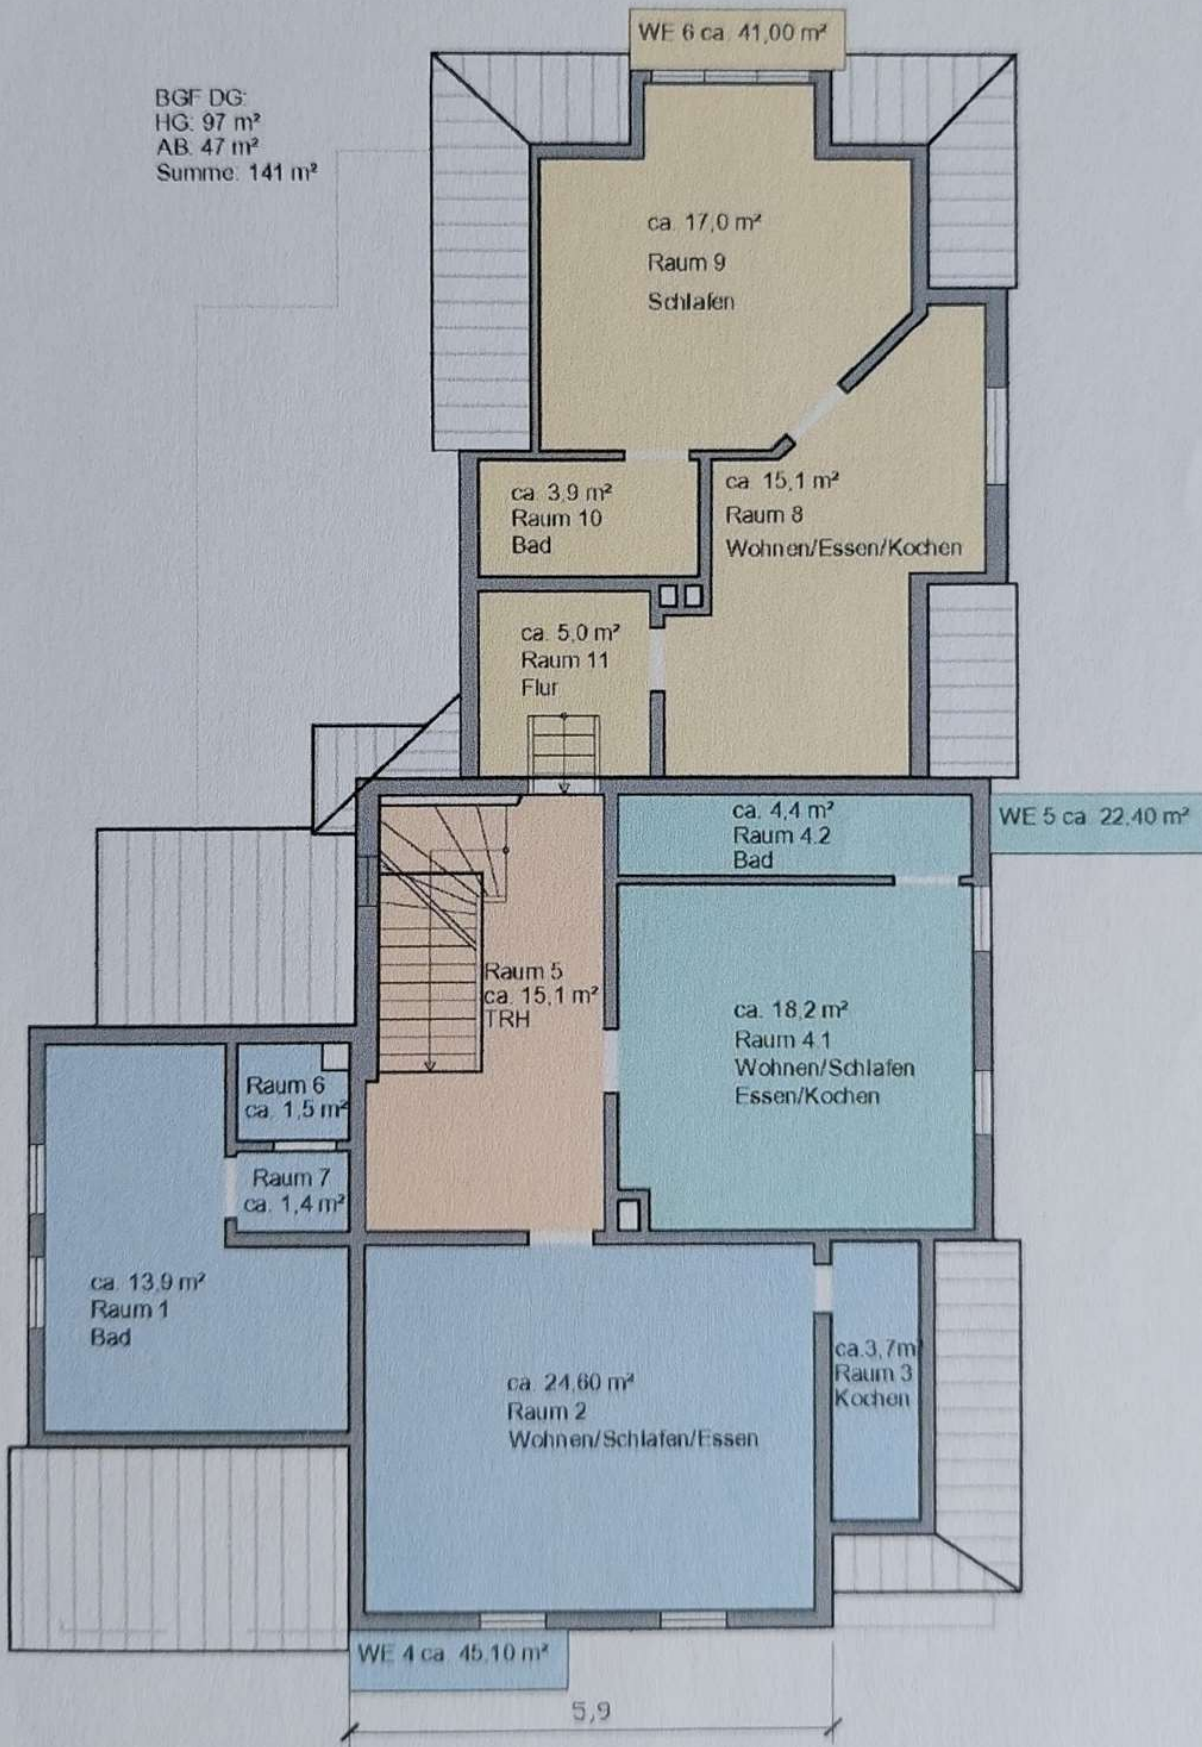 WE 6 ca. 41,00 m²
BGF DG:
HG: 97 m²
AB: 47 m²
Summe: 141 m²
ca. 17,0 m²
Raum 9
Schlafen
ca. 3,9 m²
Raum 10
Bad
ca. 15,1 m²
Raum 8
Wohnen/Essen/Kochen
ca. 5,0 m²
Raum 11
Flur
ca. 4,4 m²
Raum 4.2
Bad
WE 5 ca. 22,40 m²
Raum 5
ca. 15,1 m²
TRH
ca. 18,2 m²
Raum 4.1
Wohnen/Schlafen
Essen/Kochen
Raum 6
ca. 1,5 m²
Raum 7
ca. 1,4 m²
ca. 13,9 m²
Raum 1
Bad
ca. 24,60 m²
Raum 2
Wohnen/Schlafen/Essen
ca.3,7m
Raum 3
Kochen
WE 4 ca. 45,10 m²
5,9